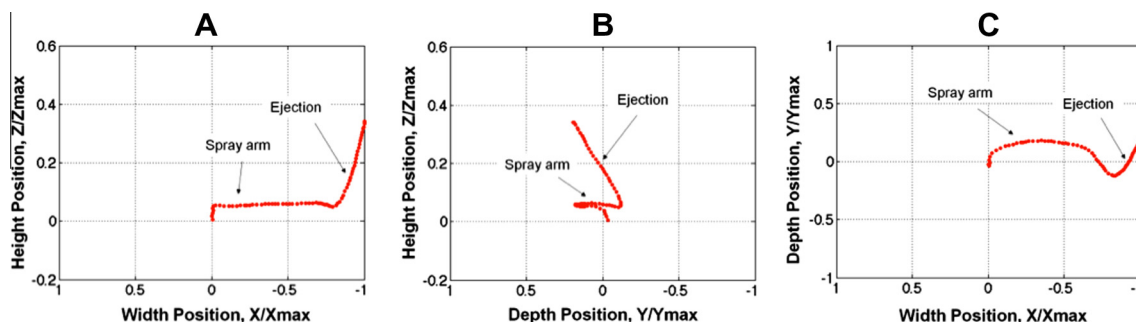 A
Height Position, Z/Zmax
0.6
0.4
0.2
0
-0.2
Ejection
Spray arm
1
0.5
0
-0.5
-1
Width Position, X/Xmax
B
Height Position, Z/Zmax
0.6
0.4
0.2
0
-0.2
Ejection
Spray arm
1
0.5
0
-0.5
-1
Depth Position, Y/Ymax
C
Depth Position, Y/Ymax
1
0.5
0
-0.5
-1
Spray arm
Ejection
1
0.5
0
-0.5
Width Position, X/Xmax